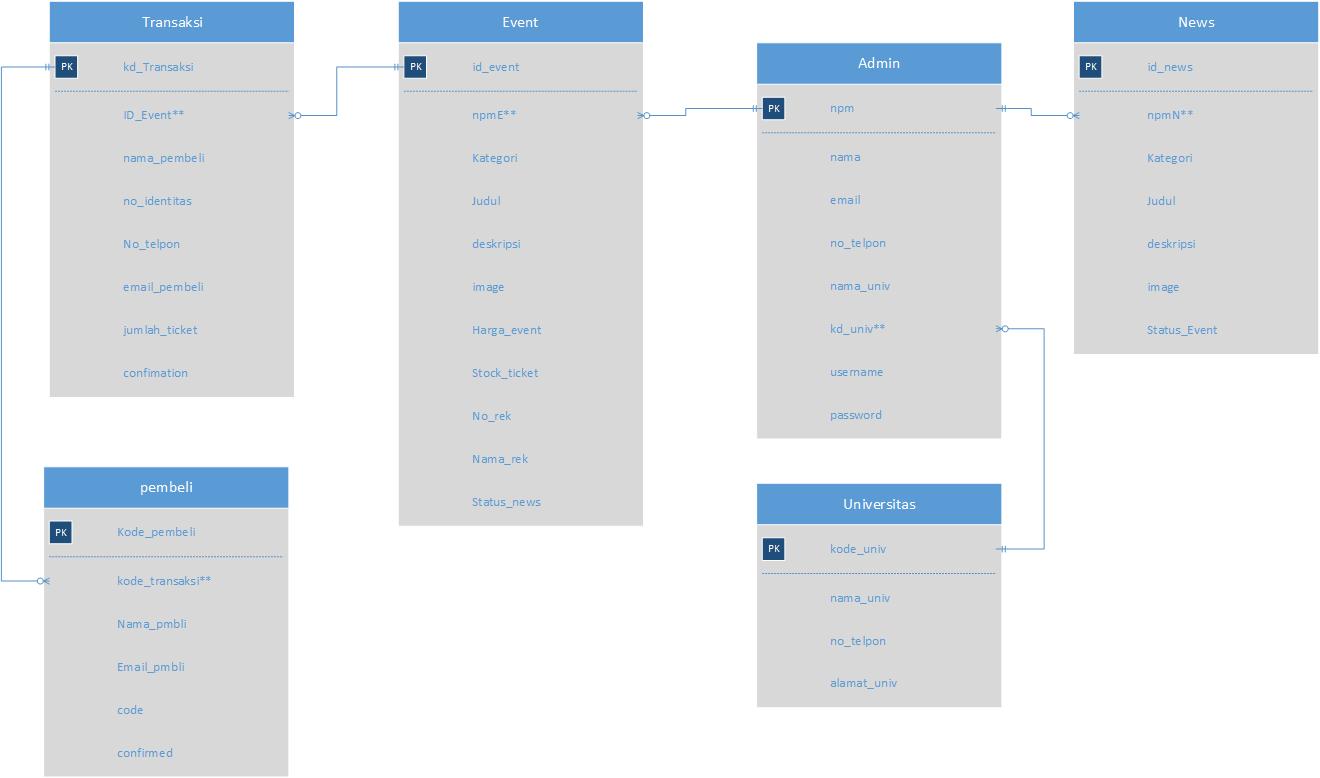 Transaksi
PK kd_Transaksi
ID_Event**
nama_pembeli
no_identitas
No_telpon
email_pembeli
jumlah_ticket
confimation
Event
PK id_event
npmE**
Kategori
Judul
deskripsi
image
Harga_event
Stock_ticket
No_rek
Nama_rek
Status_news
Admin
PK npm
nama
email
no_telpon
nama_univ
kd_univ**
username
password
News
PK id_news
npmN**
Kategori
Judul
deskripsi
image
Status_Event
pembeli
PK Kode_pembeli
kode_transaksi**
Nama_pmbli
Email_pmbli
code
confirmed
Universitas
PK kode_univ
nama_univ
no_telpon
alamat_univ